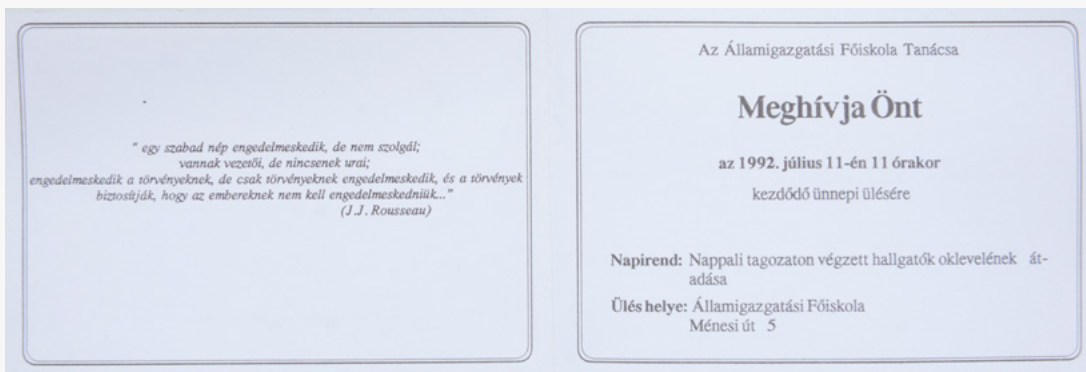 " egy szabad nép engedelmeskedik, de nem szolgál;
vannak vezetői, de nincsenek urai;
engedelmeskedik a törvényeknek, de csak törvényeknek engedelmeskedik, és a törvények
biztosítják, hogy az embereknek nem kell engedelmeskedniük..."
(J.J. Rousseau)
Az Államigazgatási Főiskola Tanácsa
Meghívja Önt
az 1992. július 11-én 11 órakor
kezdődő ünnepi ülésére
Napirend: Nappali tagozaton végzett hallgatók oklevelének át-
adása
Ülés helye: Államigazgatási Főiskola
Ménesi út 5